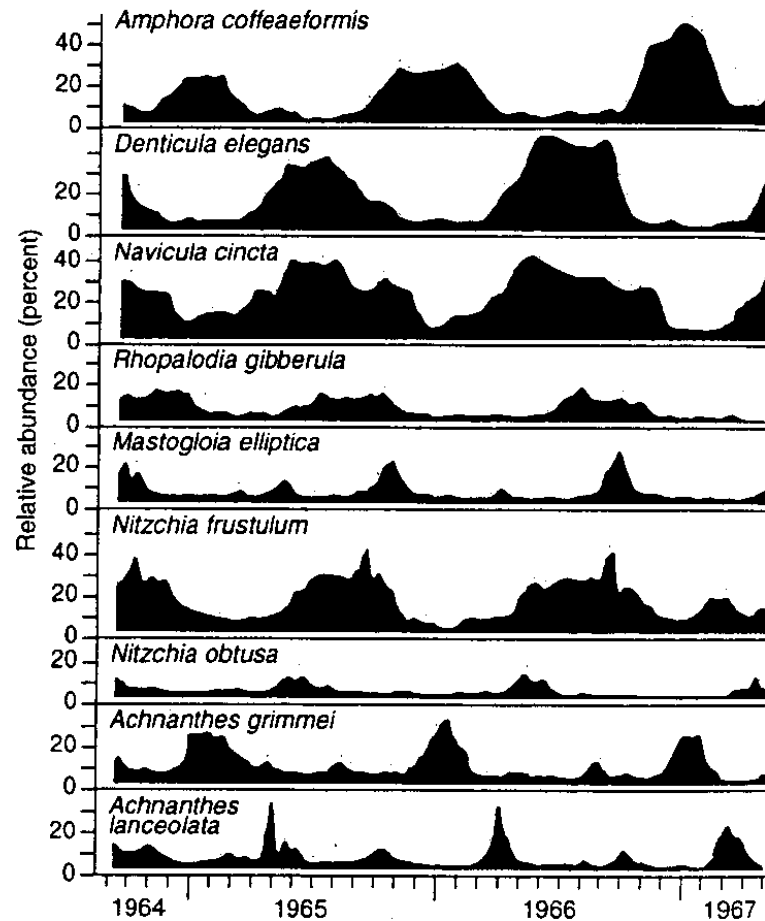 Relative abundance (percent)
Amphora coffeaeformis
40
20
0
Denticula elegans
20
0
Navicula cincta
40
20
0
Rhopalodia gibberula
20
0
Mastogloia elliptica
20
0
Nitzchia frustulum
40
20
0
Nitzchia obtusa
20
0
Achnanthes grimmei
20
0
Achnanthes
lanceolata
20
0
1964 1965 1966 1967